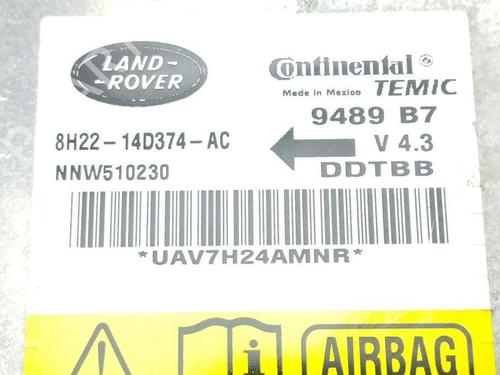 LAND-
-ROVER
Continental
Made in Mexico TEMIC
9489 B7
8H22-14D374-AC
V 4.3
NNW510230
DDTBB
*UAV7H24AMNR*
AIRBAG